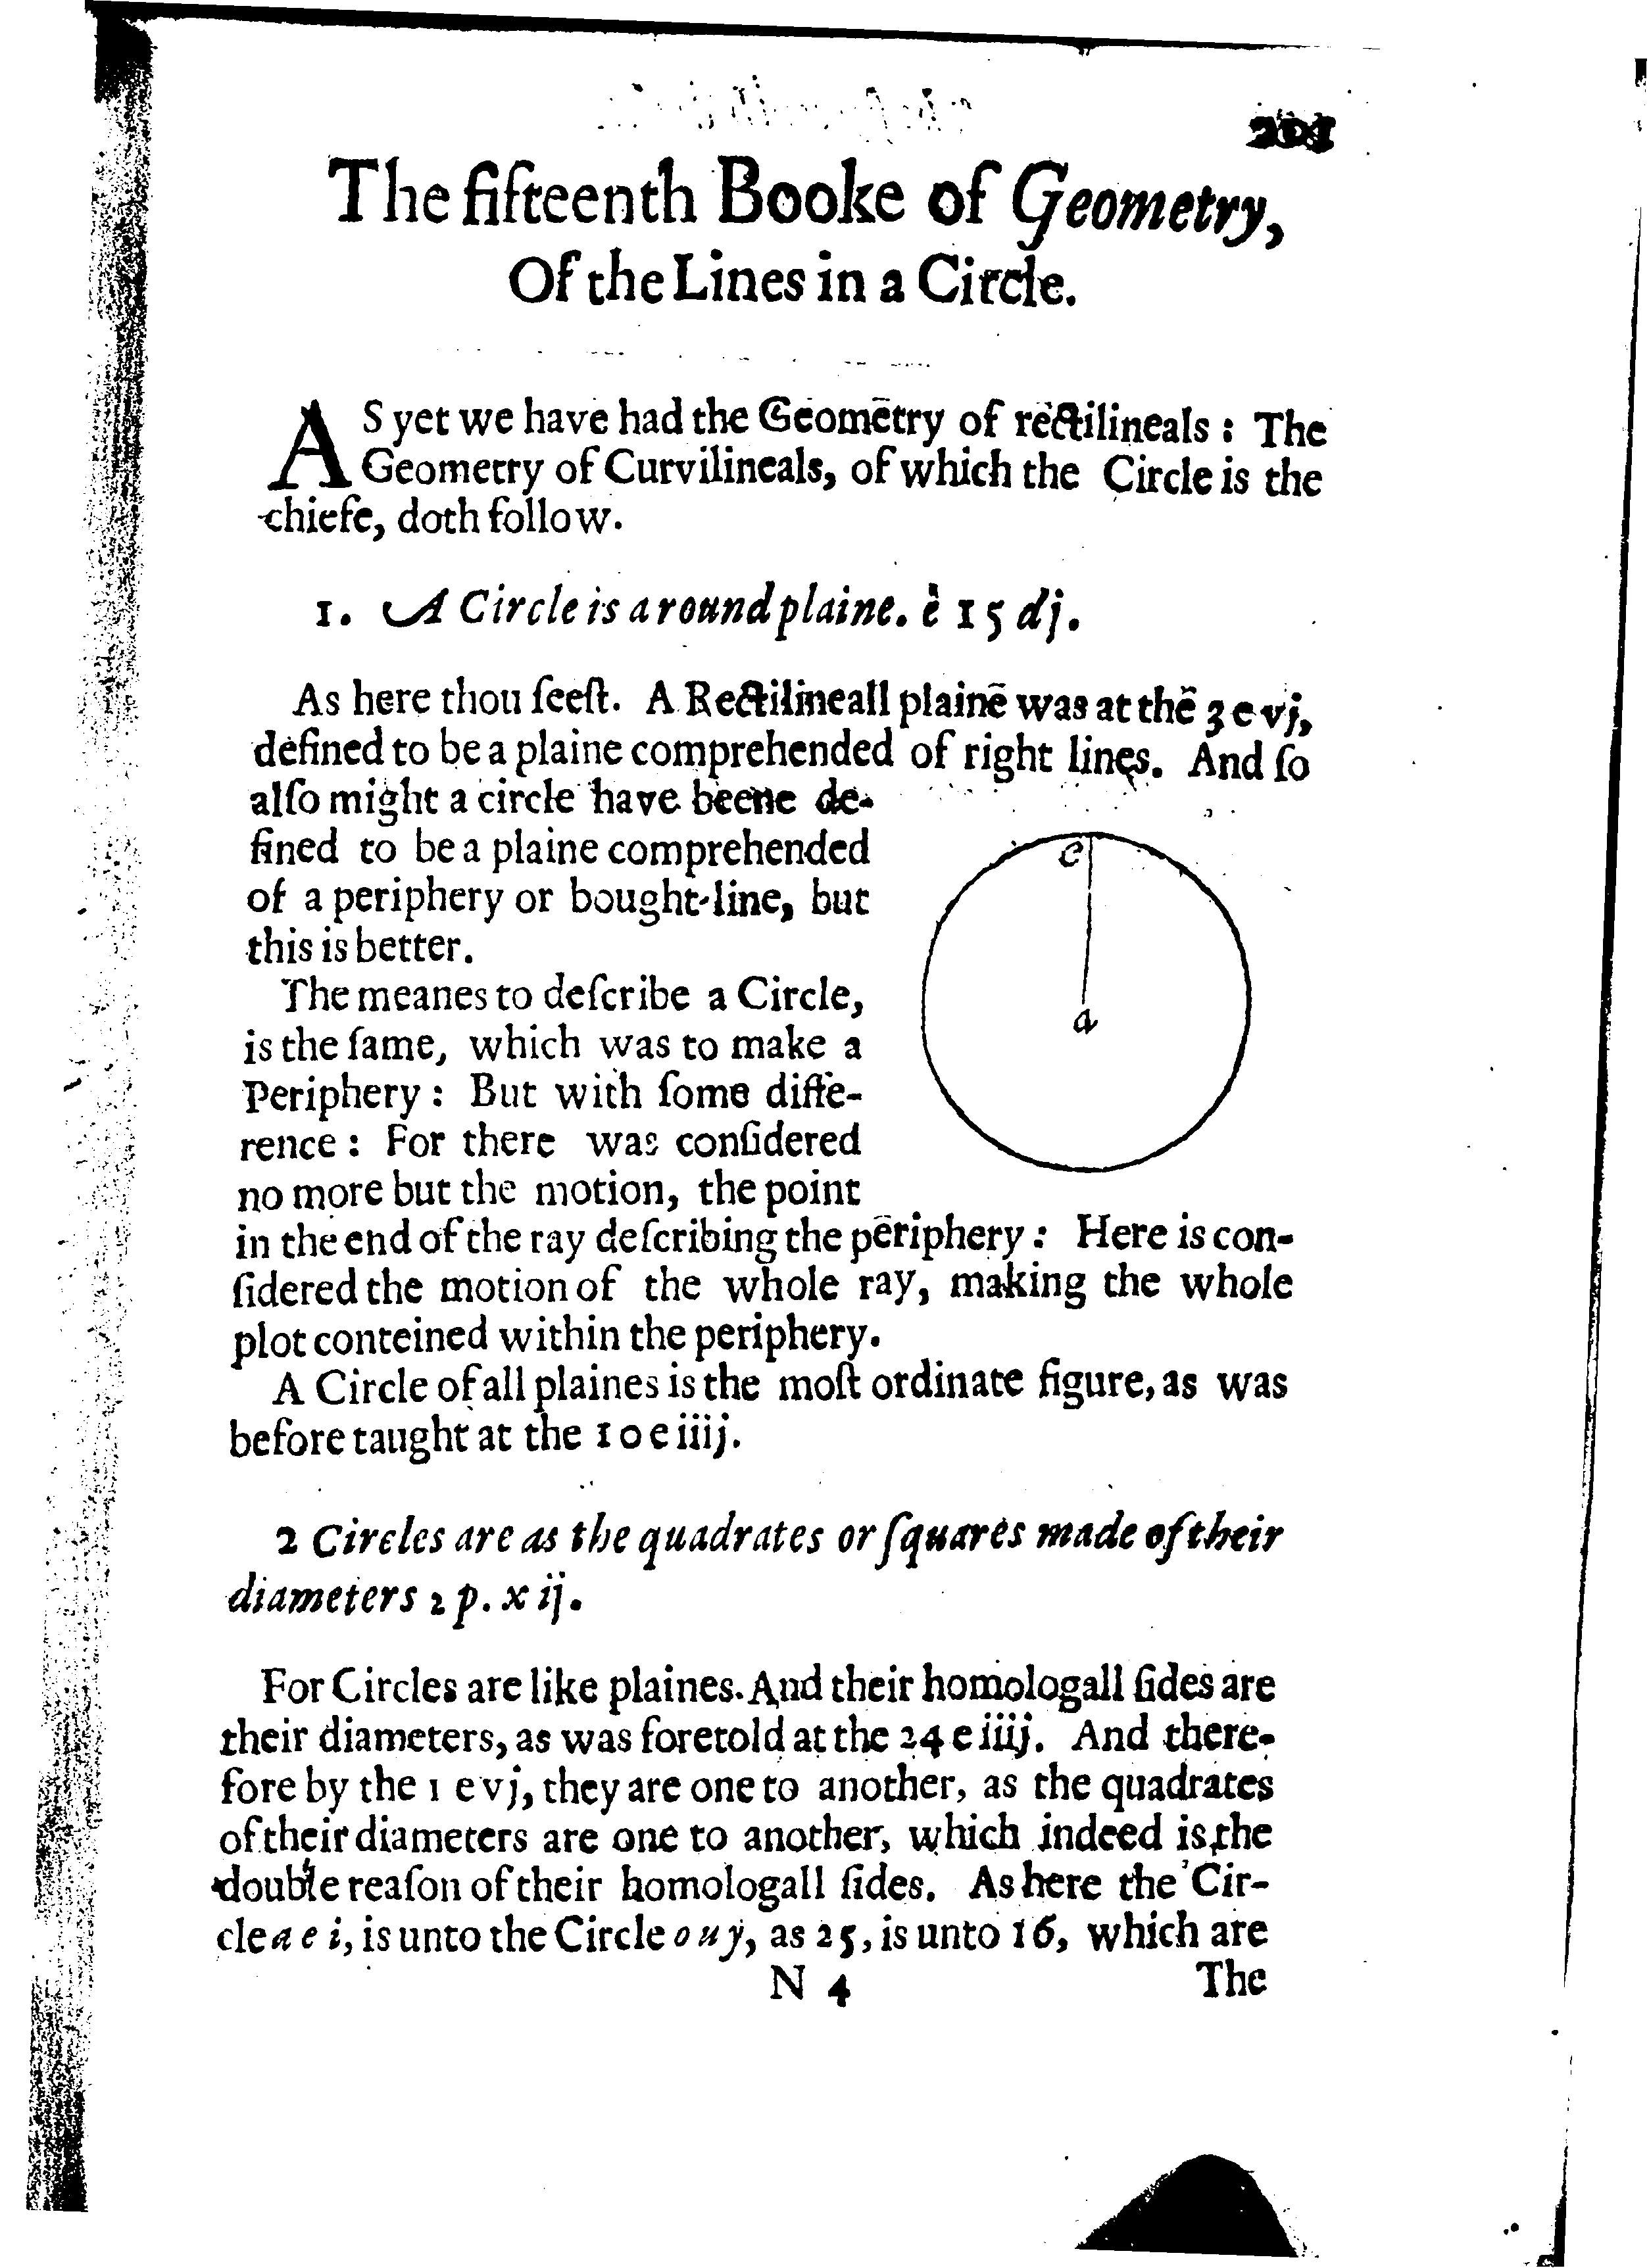 201
The fifteenth Booke of Geometry,
Of the Lines in a Circle.
AS yet we have had the Geometry of rectilineals : The
Geometry of Curvilineals, of which the Circle is the
chiefe, doth follow.
1. A Circle is a round plaine. è 15 dj.
As here thou ſeeſt. A Rectilineall plaine was at the 3 e vj,
defined to be a plaine comprehended of right lines. And ſo
alſo might a circle have beene de-
fined to be a plaine comprehended
of a periphery or bought-line, but
this is better.
The meanes to deſcribe a Circle,
is the ſame, which was to make a
Periphery : But with ſome diffe-
rence : For there was conſidered
no more but the motion, the point
in the end of the ray deſcribing the periphery : Here is con-
ſidered the motion of the whole ray, making the whole
plot conteined within the periphery.
A Circle of all plaines is the moſt ordinate figure, as was
before taught at the 10 e iiij.
e
a
2 Circles are as the quadrates or ſquares made of their
diameters 2 p. x ij.
For Circles are like plaines. And their homologall ſides are
their diameters, as was foretold at the 24 e iiij. And there-
fore by the 1 e vj, they are one to another, as the quadrates
of their diameters are one to another, which indeed is the
double reaſon of their homologall ſides. As here the Cir-
cle a e i, is unto the Circle o u y, as 25, is unto 16, which are
N 4 The